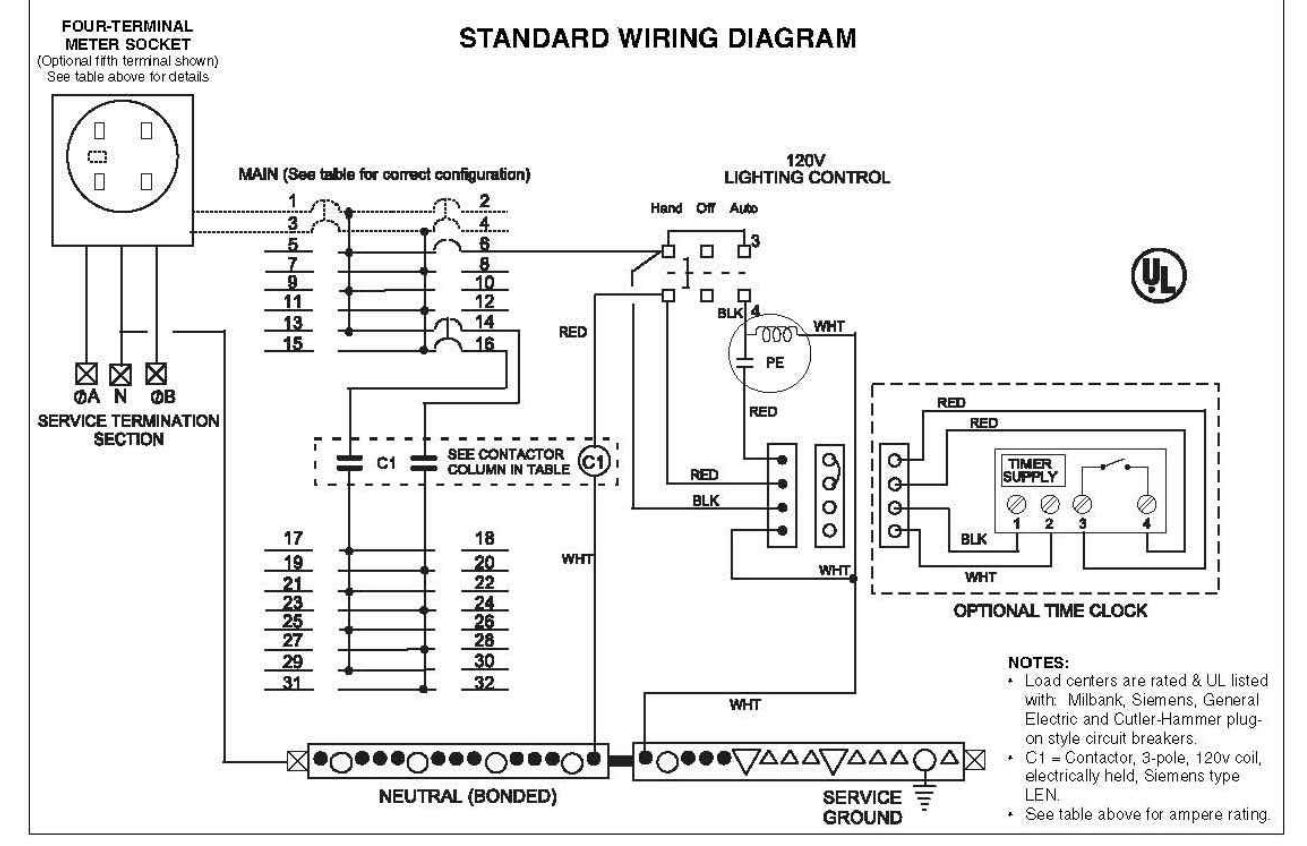 FOUR-TERMINAL
METER SOCKET
(Optional fifth terminal shown)
See table above for details
STANDARD WIRING DIAGRAM
MAIN (See table for correct configuration)
1 2
3 4
5 6
7 8
9 10
11 12
13 14
15 16
120V
LIGHTING CONTROL
Hand Off Auto
3
1
BLK 4
WHT
PE
RED
RED
UL
ØA N ØB
SERVICE TERMINATION
SECTION
C1
SEE CONTACTOR
COLUMN IN TABLE
C1
RED
BLK
WHT
WHT
RED
RED
TIMER
SUPPLY
1 2 3 4
BLK
WHT
OPTIONAL TIME CLOCK
17 18
19 20
21 22
23 24
25 26
27 28
29 30
31 32
WHT
NEUTRAL (BONDED)
SERVICE
GROUND
NOTES:
• Load centers are rated & UL listed
with: Milbank, Siemens, General
Electric and Cutler-Hammer plug-
on style circuit breakers.
• C1 = Contactor, 3-pole, 120v coil,
electrically held, Siemens type
LEN.
• See table above for ampere rating.